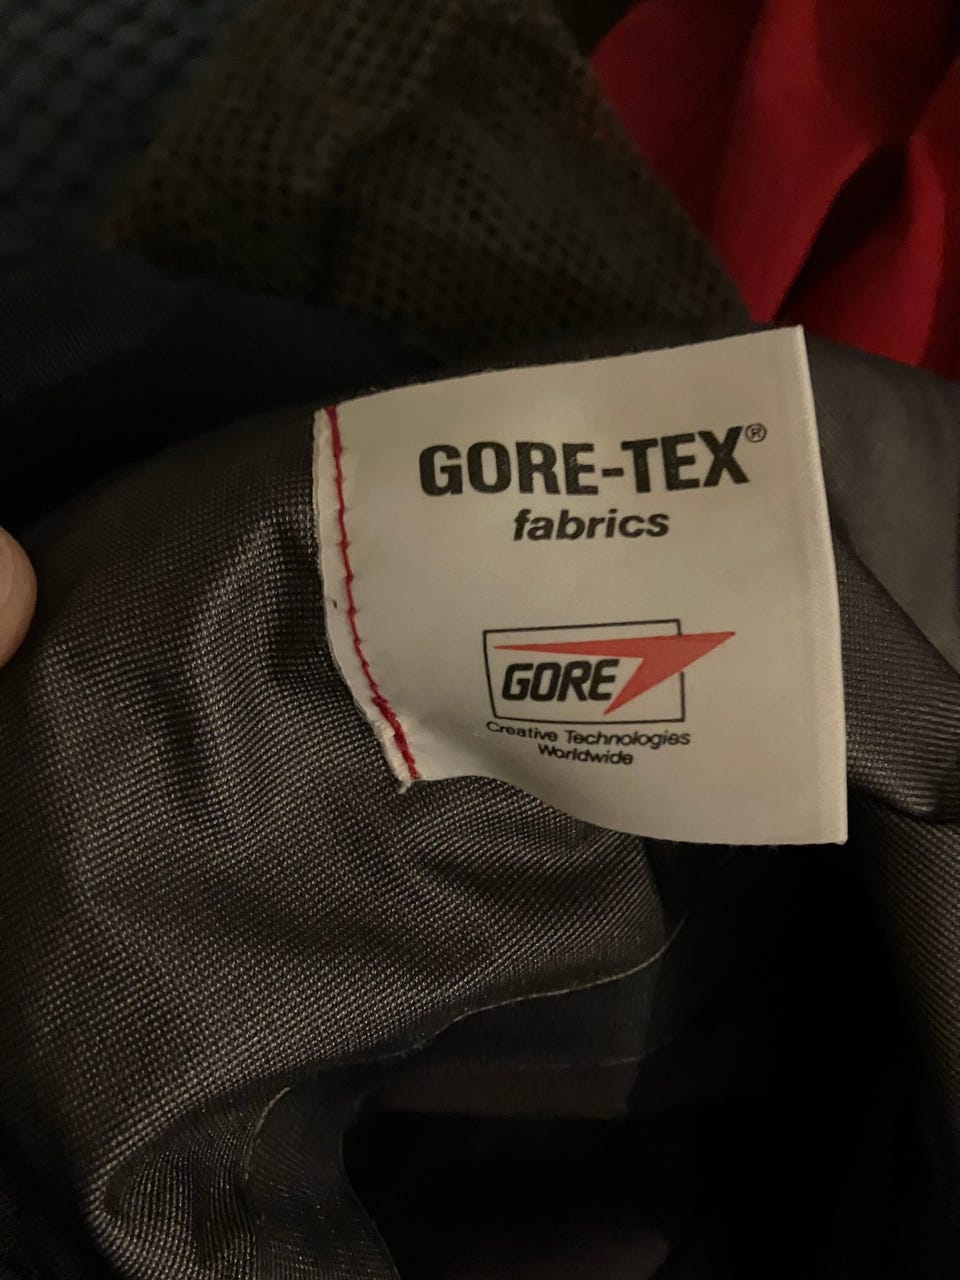 GORE-TEX®
fabrics
GORE
Creative Technologies
Worldwide